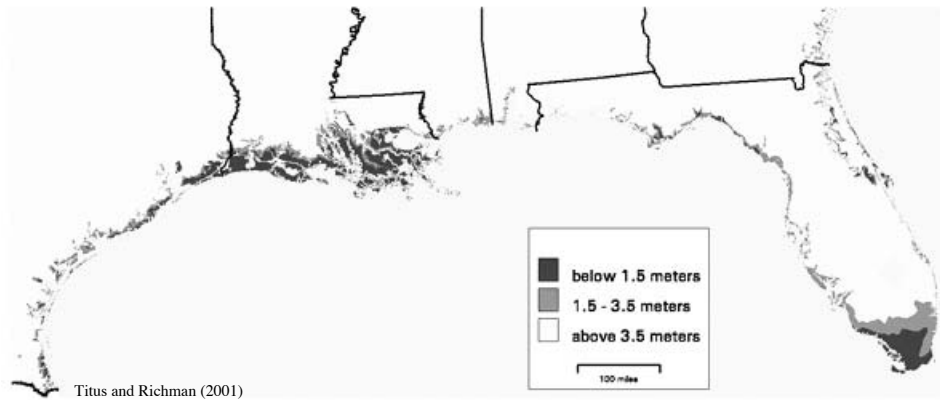 below 1.5 meters
1.5 - 3.5 meters
above 3.5 meters
100 miles
Titus and Richman (2001)